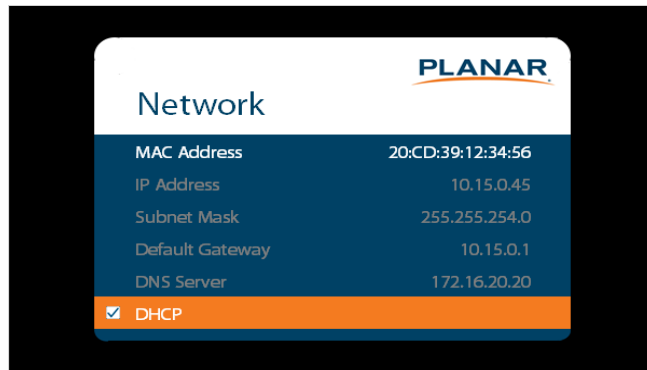 PLANAR
Network
MAC Address 20:CD:39:12:34:56
IP Address 10.15.0.45
Subnet Mask 255.255.254.0
Default Gateway 10.15.0.1
DNS Server 172.16.20.20
DHCP